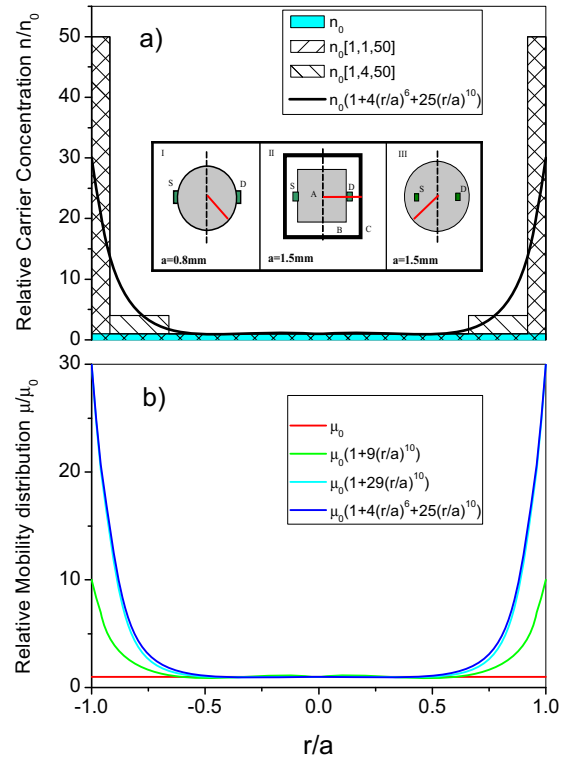 Relative Carrier Concentration n/n₀
50
40
30
20
10
0
a)
n₀
n₀[1,1,50]
n₀[1,4,50]
n₀(1+4(r/a)⁶+25(r/a)¹⁰)
I
S
D
a=0.8mm
II
S
A
D
B
C
a=1.5mm
III
S
D
a=1.5mm
Relative Mobility distribution μ/μ₀
30
20
10
0
b)
μ₀
μ₀(1+9(r/a)¹⁰)
μ₀(1+29(r/a)¹⁰)
μ₀(1+4(r/a)⁶+25(r/a)¹⁰)
-1.0 -0.5 0.0 0.5 1.0
r/a